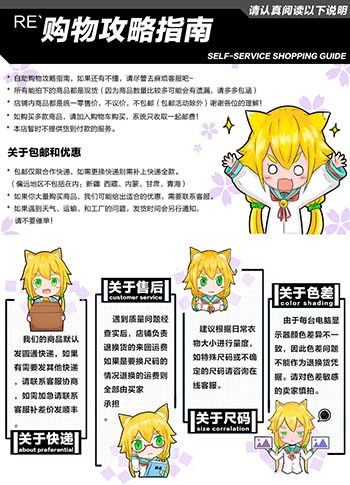 请认真阅读以下说明
RE` 购物攻略指南
SELF-SERVICE SHOPPING GUIDE
* 自助购物攻略指南，如果还有不懂，请尽管去麻烦客服吧~
* 所有能拍下的商品都是现货（因为商品数量比较多可能会有遗漏，请多多包涵）
* 店铺内商品都是统一零售价，不议价，不包邮（包邮活动除外）谢谢各位的理解！
* 如购买多款商品，请加入购物车购买，系统只收取一起邮费！
* 本店暂时不提供货到付款的服务。
关于包邮和优惠
* 包邮仅限合作快递，如需更换快递则需补上快递全款。
（偏远地区不包括在内：新疆 西藏、内蒙、甘肃、青海）
* 如果你大量购买商品，我们可能给出适合的优惠，需要联系客服。
* 如果遇到天气、运输、和工厂的问题，发货时间会另行通知，
请不要催单！
我们的商品默认
发圆通快递，如果
有需要发其他快递
，请联系客服协商
，如需加急请联系
客服补差价发顺丰
关于快递
about preferential
关于售后
customer service
遇到质量问题经
查实后，店铺负责
退换货的来回运费
如果是要换尺码的
情况退换的运费则
全部由买家
承担
建议根据日常衣
物大小进行量度，
如特殊尺码或不确
定的尺码请咨询在
线客服。
关于尺码
size correlation
关于色差
color shading
由于每台电脑显
示器颜色差异不一
致，因此色差问题
不能作为退换货凭
据。请对色差敏感
的卖家慎拍。